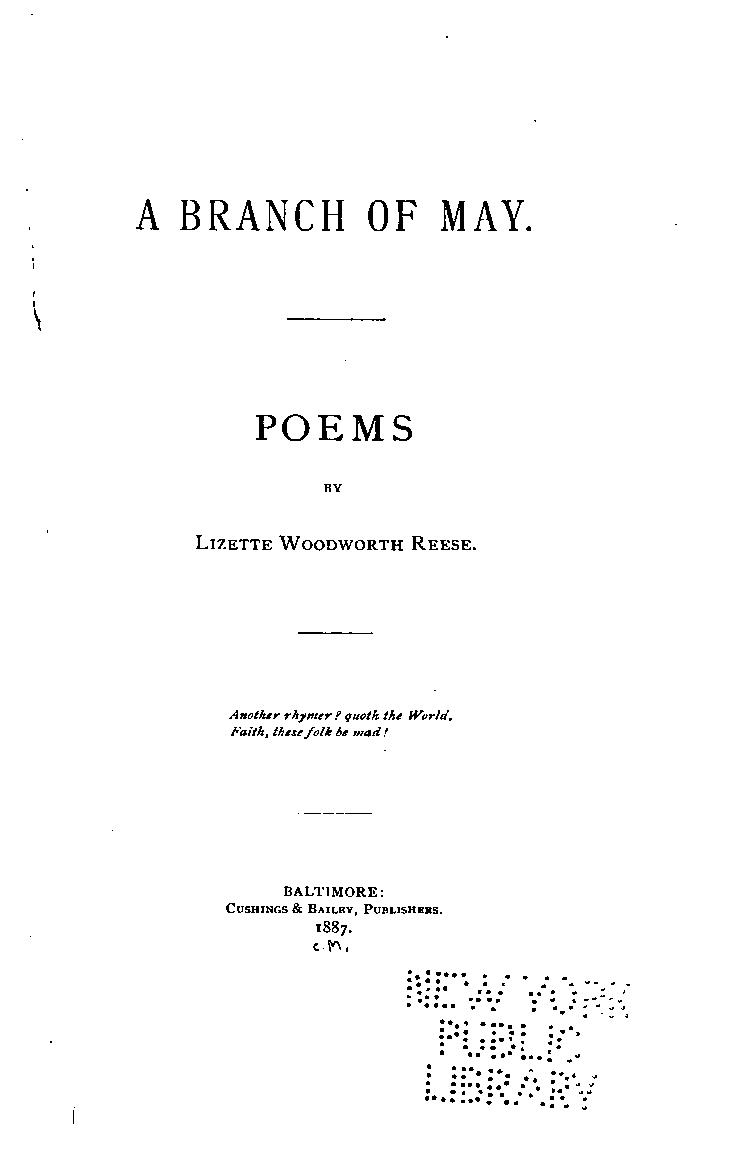 A BRANCH OF MAY.
POEMS
BY
LIZETTE WOODWORTH REESE.
Another rhymer? quoth the World,
Faith, these folk be mad!
BALTIMORE:
CUSHINGS & BAILEY, PUBLISHERS.
1887.
C.M.
NEW YORK
PUBLIC
LIBRARY